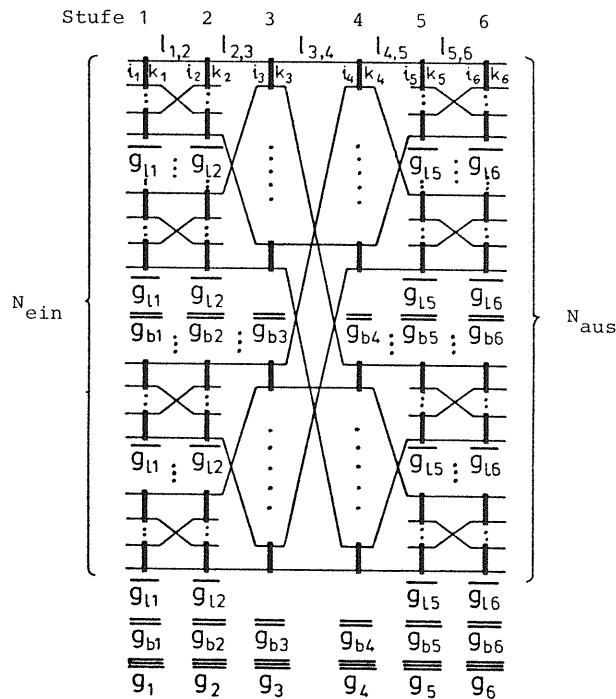 Stufe 1 2 3 4 5 6
l1,2 l2,3 l3,4 l4,5 l5,6
i1 k1 i2 k2 i3 k3 i4 k4 i5 k5 i6 k6
gl1 gl2 gl5 gl6
gl1 gl2 gl5 gl6
Nein Naus
gb1 gb2 gb3 gb4 gb5 gb6
gl1 gl2 gl5 gl6
gl1 gl2 gl5 gl6
gb1 gb2 gb3 gb4 gb5 gb6
g1 g2 g3 g4 g5 g6